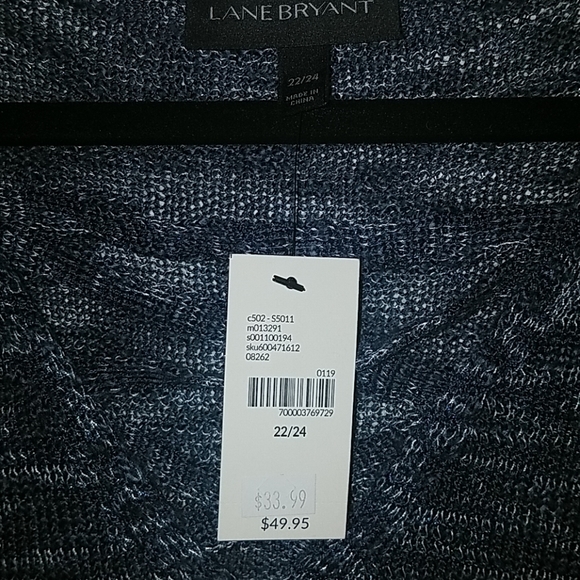 LANE BRYANT
22/24
MADE IN
CHINA
c502 - S5011
m013291
s001100194
sku600471612
08262
0119
700003769729
22/24
$33.99
$49.95